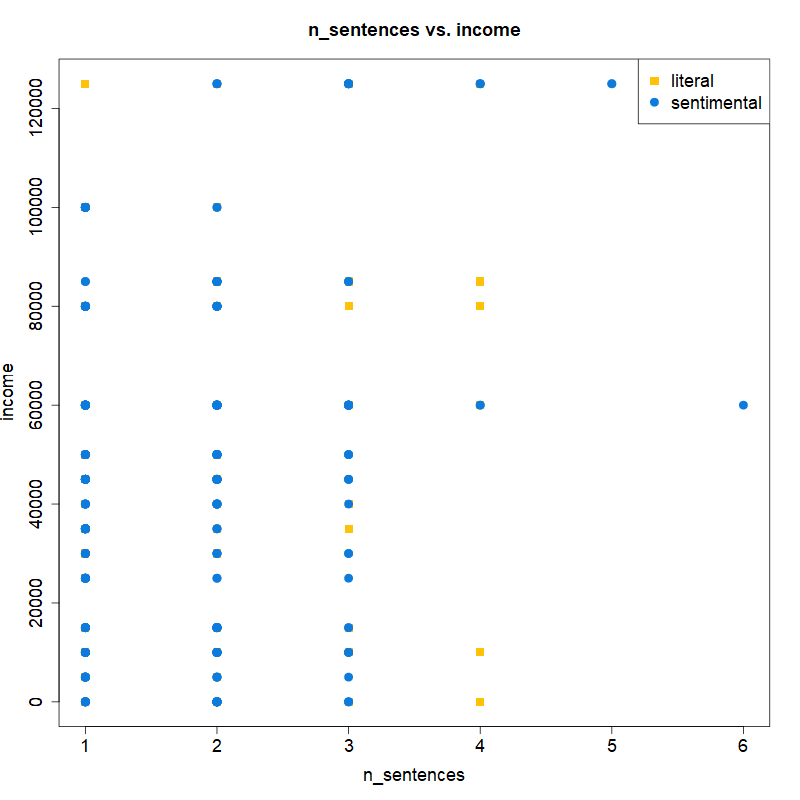 n_sentences vs. income
literal
sentimental
income
120000
100000
80000
60000
40000
20000
0
1 2 3 4 5 6
n_sentences